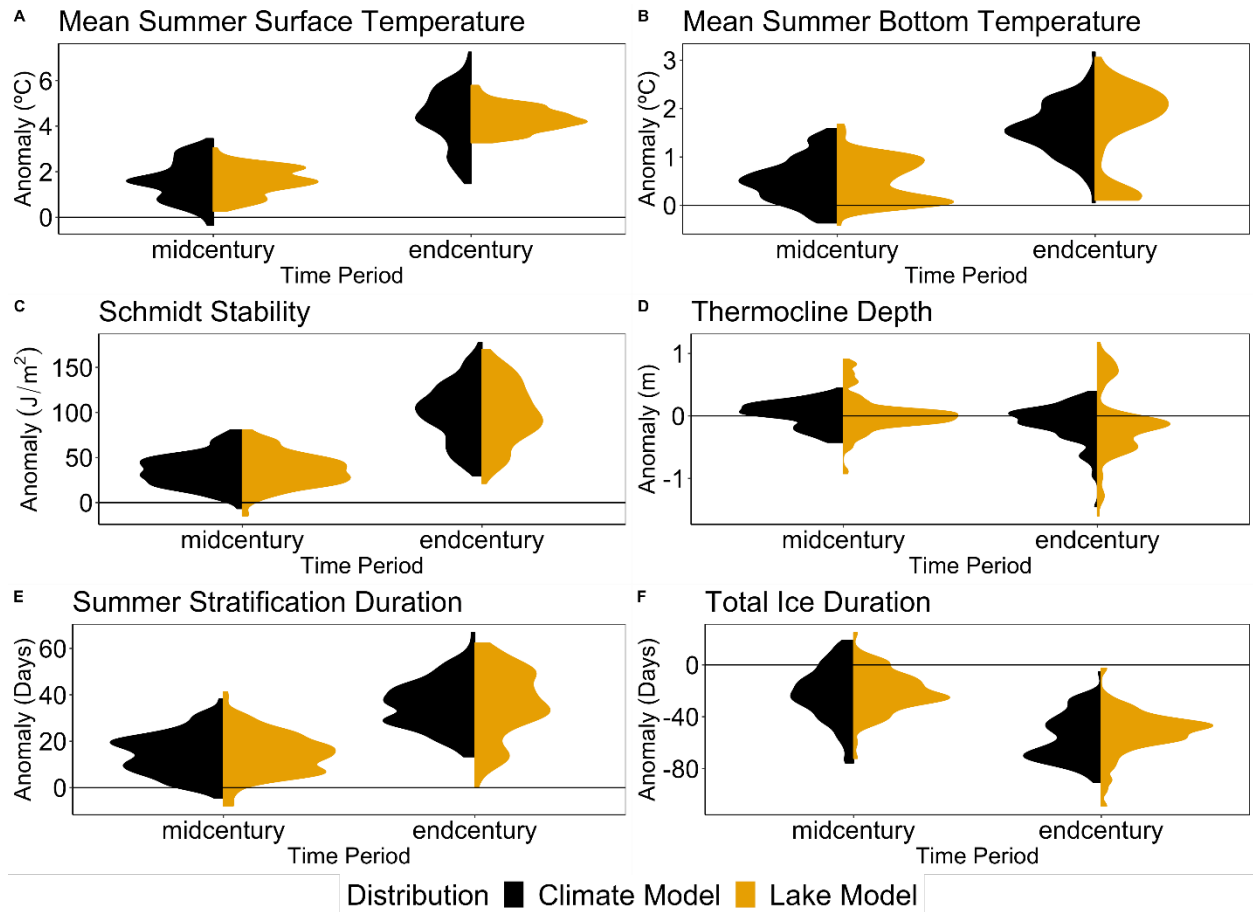 A Mean Summer Surface Temperature
Anomaly (ºC)
6
4
2
0
midcentury endcentury
Time Period
B Mean Summer Bottom Temperature
Anomaly (ºC)
3
2
1
0
midcentury endcentury
Time Period
C Schmidt Stability
Anomaly (J/m²)
150
100
50
0
midcentury endcentury
Time Period
D Thermocline Depth
Anomaly (m)
1
0
-1
midcentury endcentury
Time Period
E Summer Stratification Duration
Anomaly (Days)
60
40
20
0
midcentury endcentury
Time Period
F Total Ice Duration
Anomaly (Days)
0
-40
-80
midcentury endcentury
Time Period
Distribution Climate Model Lake Model